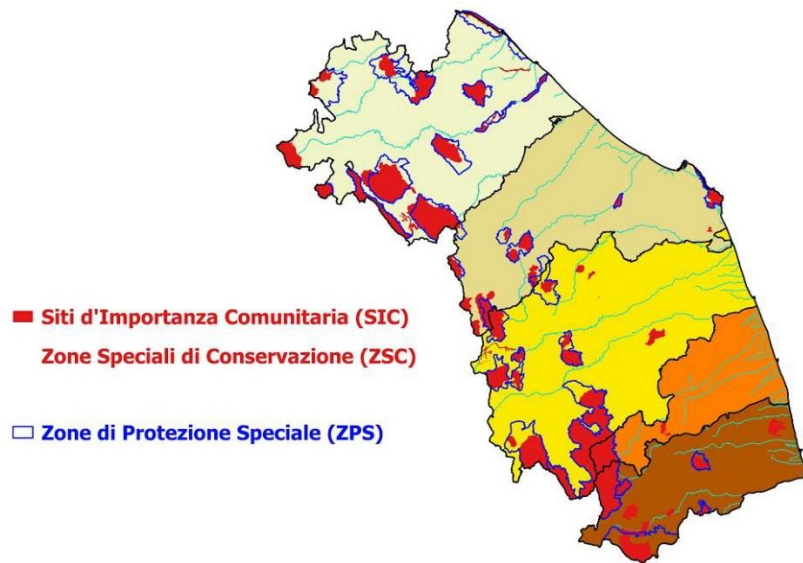 Siti d'Importanza Comunitaria (SIC)
Zone Speciali di Conservazione (ZSC)
Zone di Protezione Speciale (ZPS)